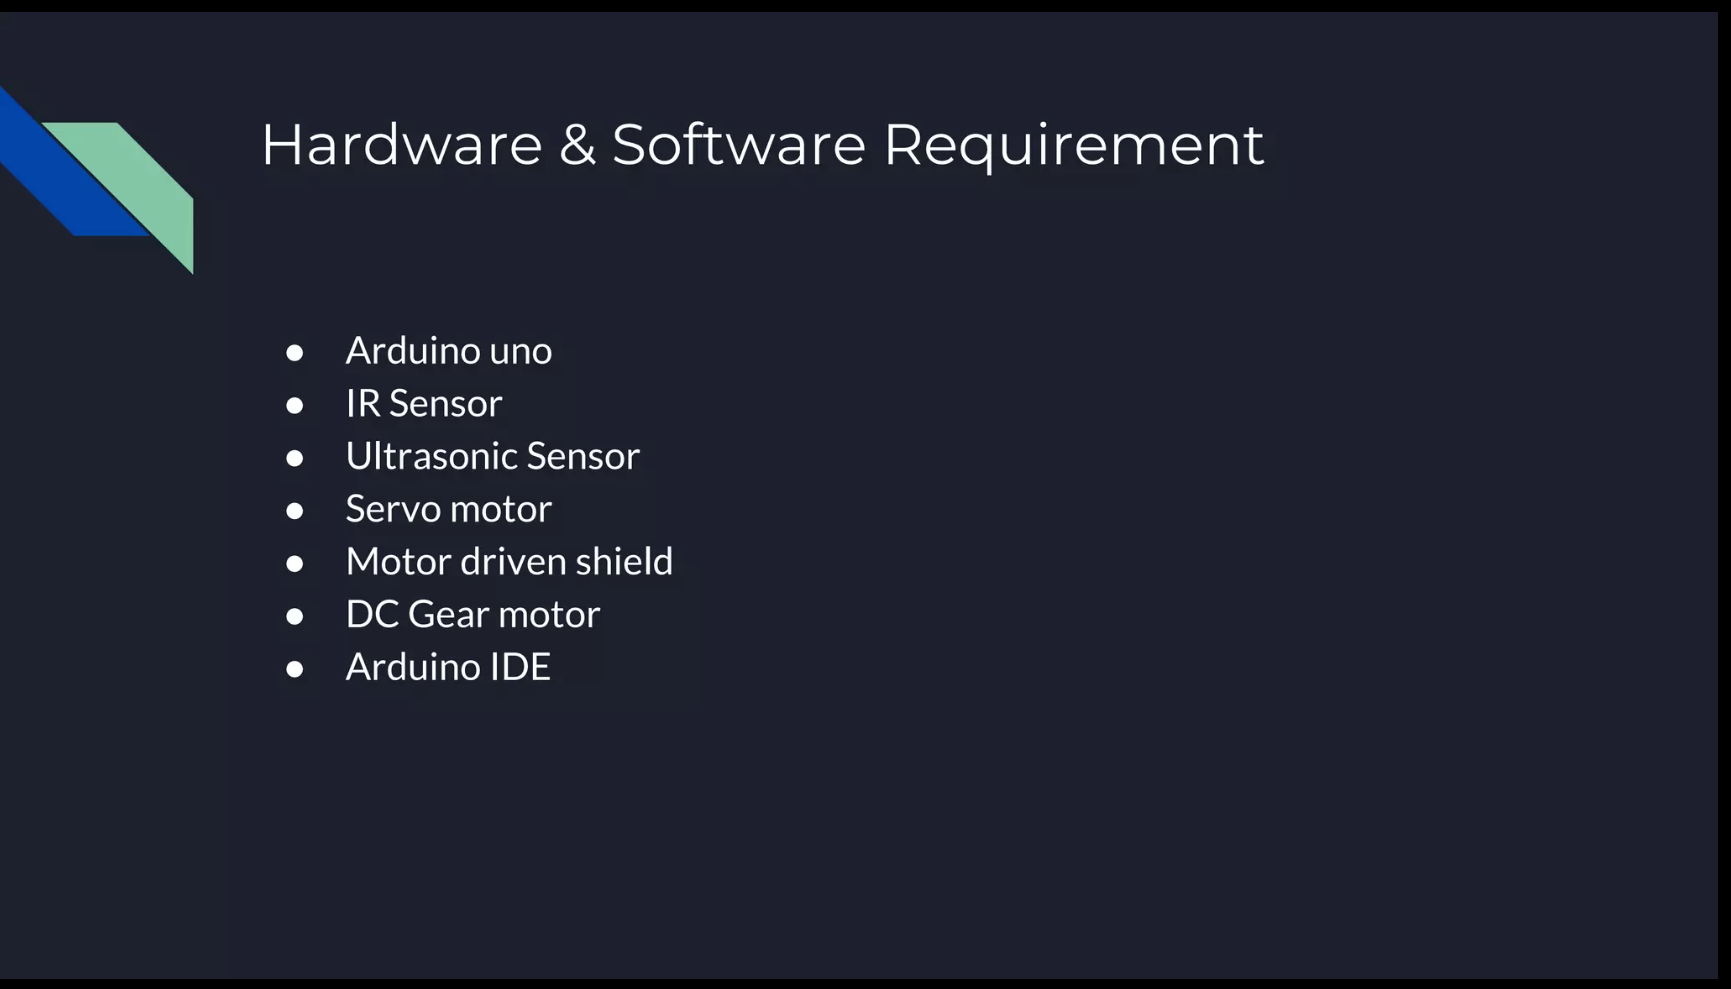 Hardware & Software Requirement
● Arduino uno
● IR Sensor
● Ultrasonic Sensor
● Servo motor
● Motor driven shield
● DC Gear motor
● Arduino IDE